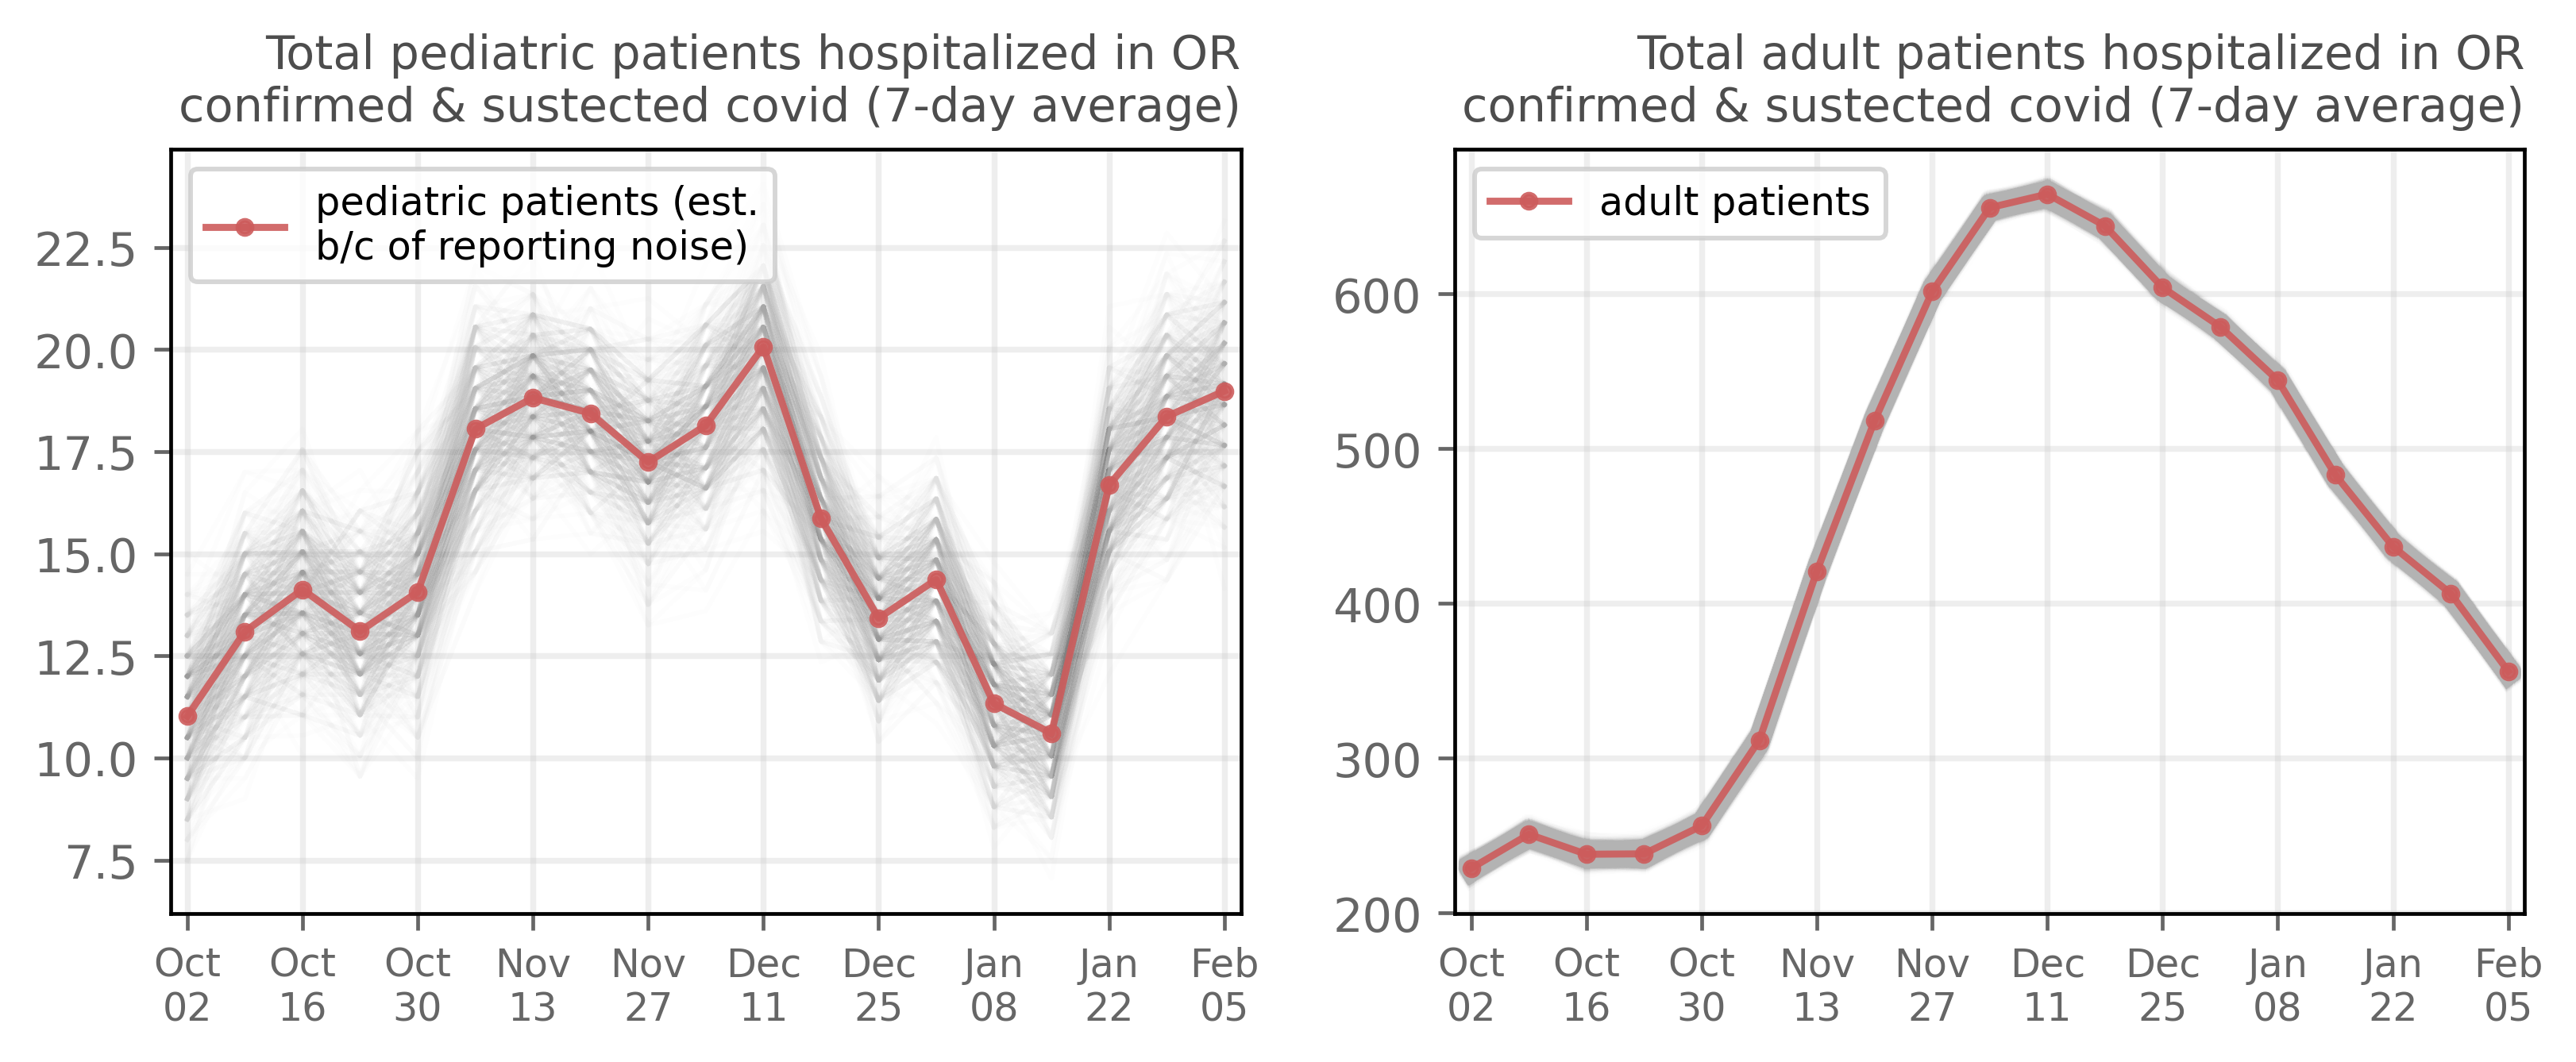 Total pediatric patients hospitalized in OR
confirmed & sustected covid (7-day average)
pediatric patients (est.
b/c of reporting noise)
22.5
20.0
17.5
15.0
12.5
10.0
7.5
Oct Oct Oct Nov Nov Dec Dec Jan Jan Feb
02 16 30 13 27 11 25 08 22 05
Total adult patients hospitalized in OR
confirmed & sustected covid (7-day average)
adult patients
600
500
400
300
200
Oct Oct Oct Nov Nov Dec Dec Jan Jan Feb
02 16 30 13 27 11 25 08 22 05